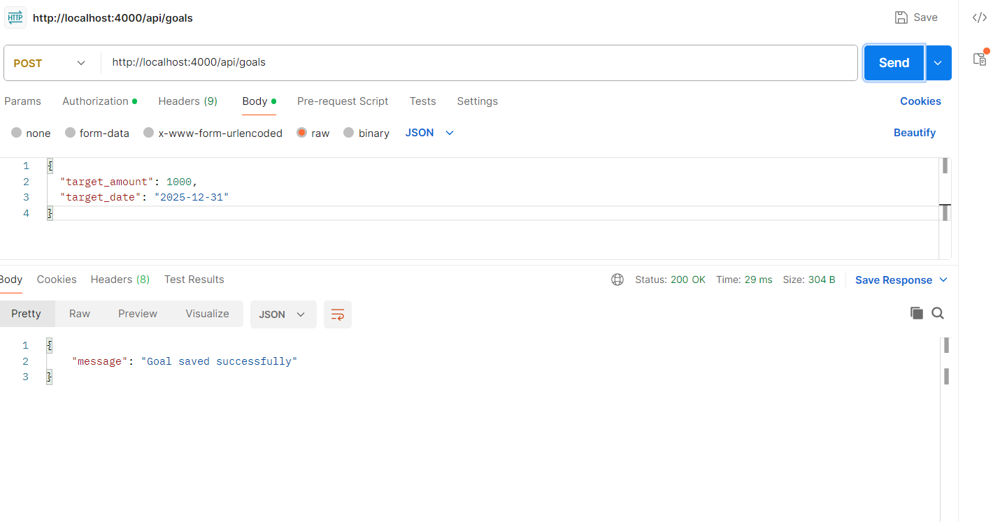 HTTP http://localhost:4000/api/goals Save
POST http://localhost:4000/api/goals Send
Params Authorization Headers (9) Body Pre-request Script Tests Settings Cookies
none form-data x-www-form-urlencoded raw binary JSON Beautify
1 {
2 "target_amount": 1000,
3 "target_date": "2025-12-31"
4 }
Body Cookies Headers (8) Test Results Status: 200 OK Time: 29 ms Size: 304 B Save Response
Pretty Raw Preview Visualize JSON
1 {
2 "message": "Goal saved successfully"
3 }